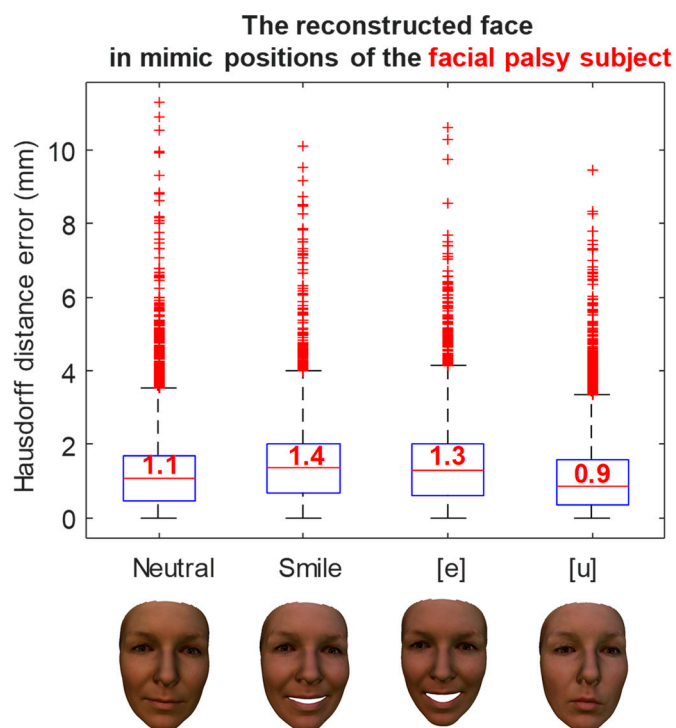 The reconstructed face
in mimic positions of the facial palsy subject
Hausdorff distance error (mm)
10
8
6
4
2
0
1.1
1.4
1.3
0.9
Neutral
Smile
[e]
[u]